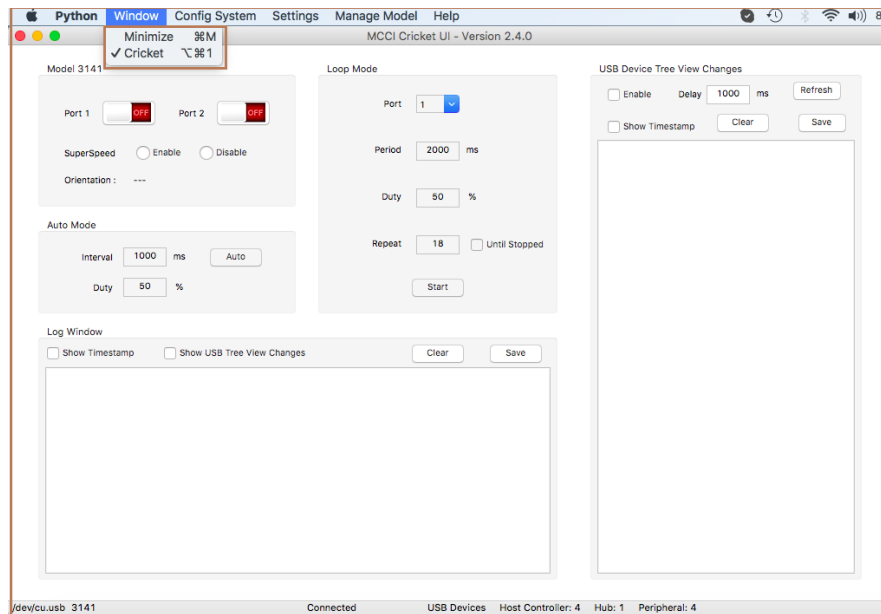 Python Window Config System Settings Manage Model Help
Minimize ⌘M
✓ Cricket ⌥⌘1
MCCI Cricket UI - Version 2.4.0
Model 3141
Port 1 OFF Port 2 OFF
SuperSpeed Enable Disable
Orientation : ---
Auto Mode
Interval 1000 ms Auto
Duty 50 %
Loop Mode
Port 1
Period 2000 ms
Duty 50 %
Repeat 18 Until Stopped
Start
Log Window
Show Timestamp Show USB Tree View Changes Clear Save
USB Device Tree View Changes
Enable Delay 1000 ms Refresh
Show Timestamp Clear Save
/dev/cu.usb 3141 Connected USB Devices Host Controller: 4 Hub: 1 Peripheral: 4